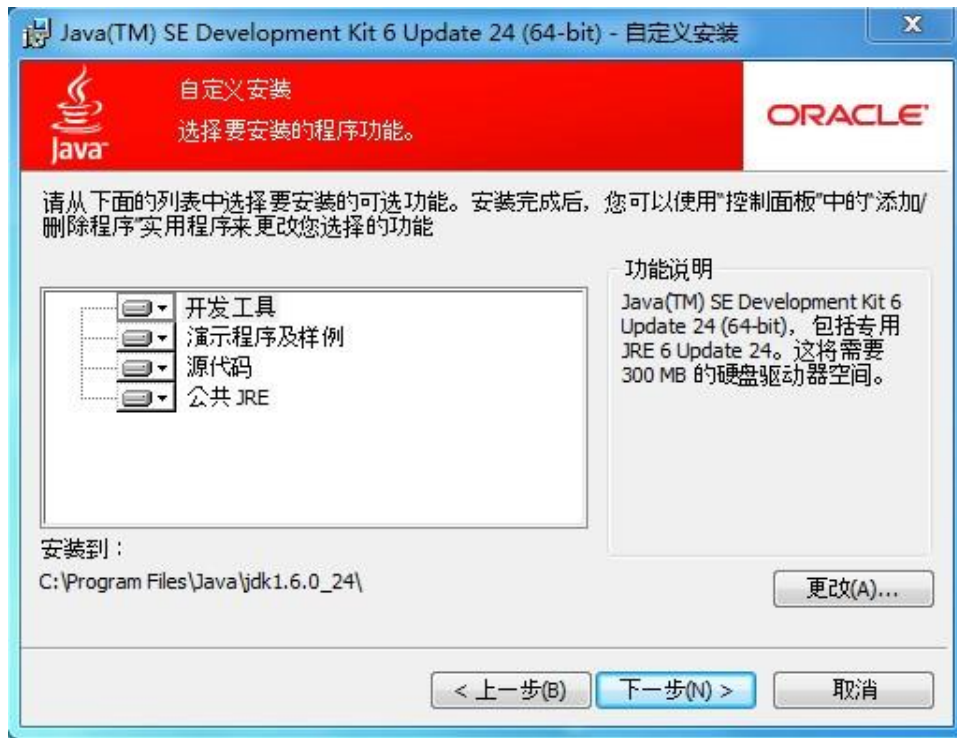 Java(TM) SE Development Kit 6 Update 24 (64-bit) - 自定义安装
自定义安装
选择要安装的程序功能。
Java
ORACLE
请从下面的列表中选择要安装的可选功能。安装完成后，您可以使用"控制面板"中的"添加/
删除程序"实用程序来更改您选择的功能
功能说明
开发工具
演示程序及样例
源代码
公共 JRE
Java(TM) SE Development Kit 6
Update 24 (64-bit)，包括专用
JRE 6 Update 24。这将需要
300 MB 的硬盘驱动器空间。
安装到：
C:\Program Files\Java\jdk1.6.0_24\
更改(A)...
< 上一步(B)
下一步(N) >
取消